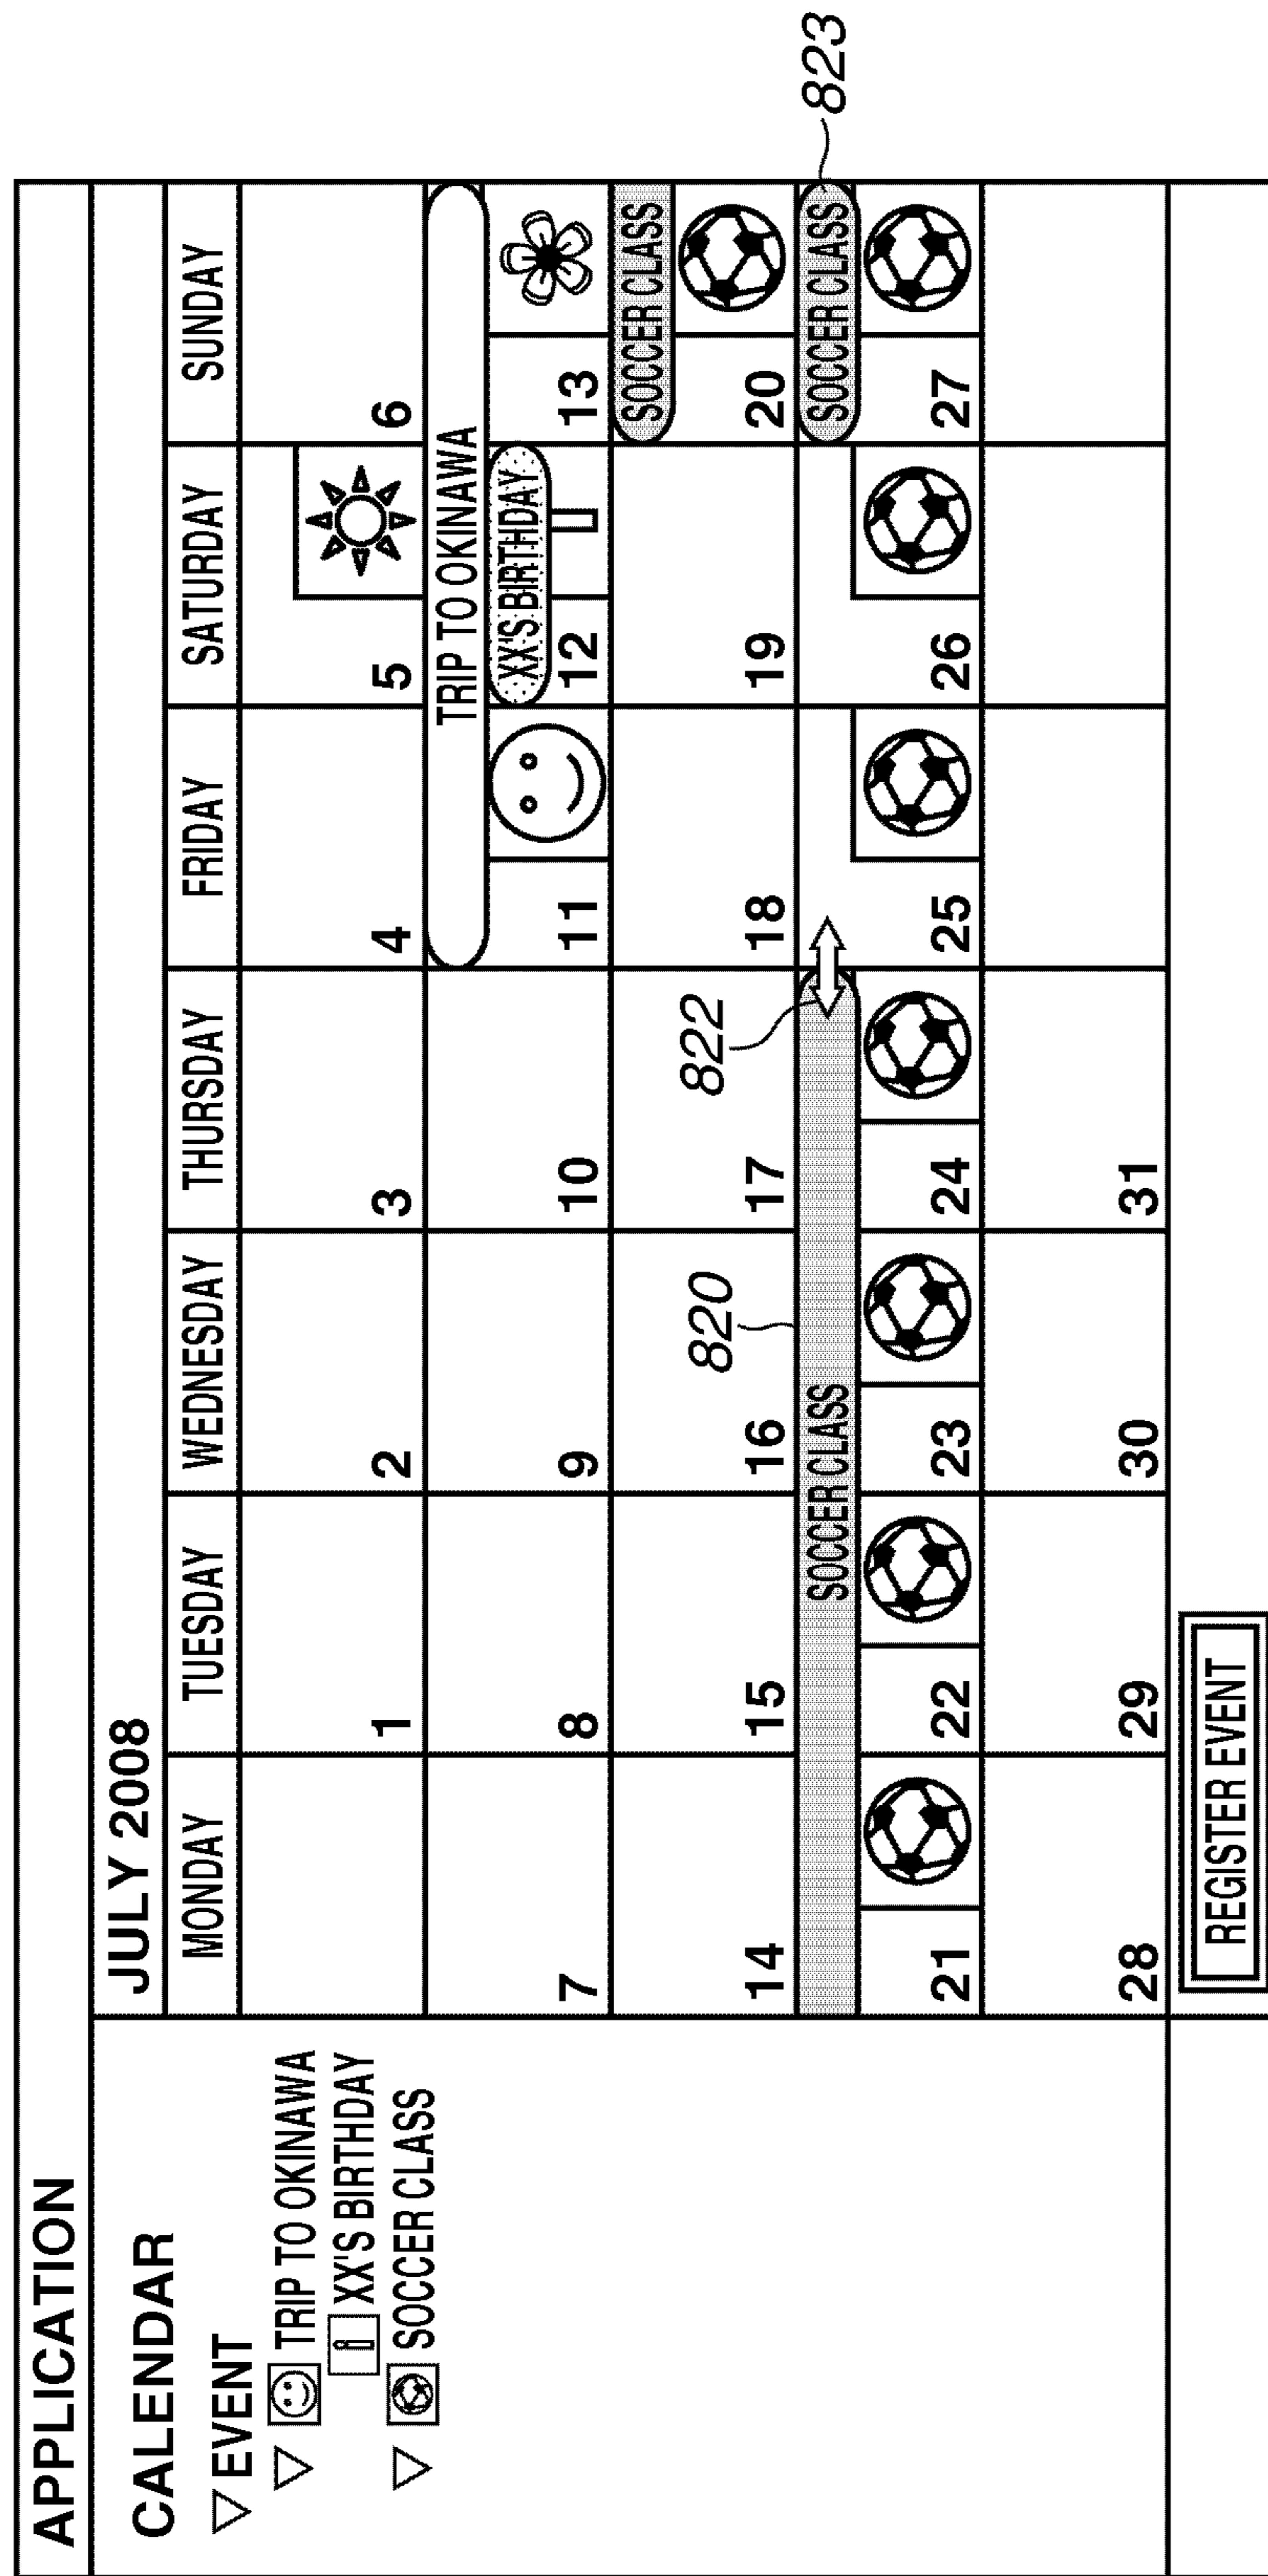 APPLICATION
CALENDAR
▽ EVENT
▽ TRIP TO OKINAWA
XX'S BIRTHDAY
▽ SOCCER CLASS
JULY 2008
MONDAY TUESDAY WEDNESDAY THURSDAY FRIDAY SATURDAY SUNDAY
1 2 3 4 5 6
TRIP TO OKINAWA
XX'S BIRTHDAY
7 8 9 10 11 12 13
SOCCER CLASS
820 822
14 15 16 17 18 19 20
SOCCER CLASS SOCCER CLASS 823
21 22 23 24 25 26 27
28 29 30 31
REGISTER EVENT